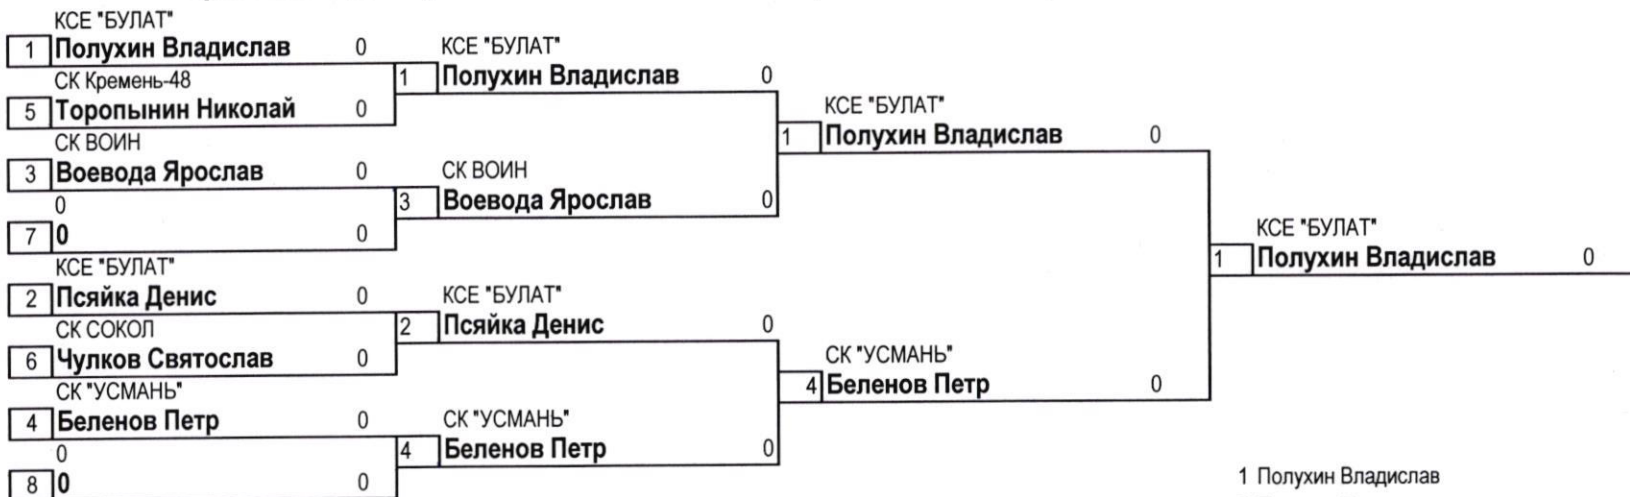 КСЕ "БУЛАТ"
1 Полухин Владислав 0
СК Кремень-48
5 Торопынин Николай 0
СК ВОИН
3 Воевода Ярослав 0
0
7 0 0
КСЕ "БУЛАТ"
2 Псяйка Денис 0
СК СОКОЛ
6 Чулков Святослав 0
СК "УСМАНЬ"
4 Беленов Петр 0
0
8 0 0
КСЕ "БУЛАТ"
1 Полухин Владислав 0
СК ВОИН
3 Воевода Ярослав 0
КСЕ "БУЛАТ"
2 Псяйка Денис 0
СК "УСМАНЬ"
4 Беленов Петр 0
КСЕ "БУЛАТ"
1 Полухин Владислав 0
СК "УСМАНЬ"
4 Беленов Петр 0
КСЕ "БУЛАТ"
1 Полухин Владислав 0
1 Полухин Владислав